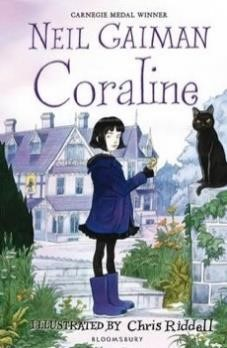 CARNEGIE MEDAL WINNER
NEIL GAIMAN
Coraline
ILLUSTRATED BY Chris Riddell
BLOOMSBURY